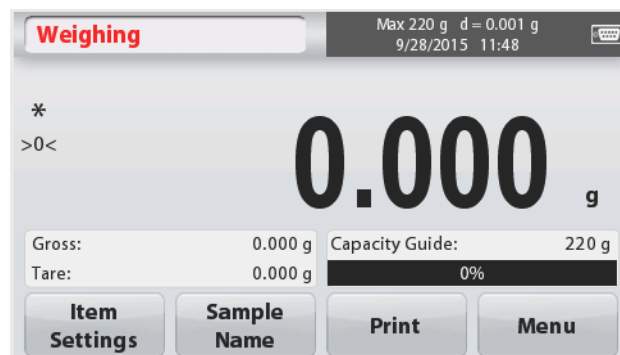 Weighing
Max 220 g d = 0.001 g
9/28/2015 11:48
*
>0<
0.000 g
Gross: 0.000 g
Tare: 0.000 g
Capacity Guide: 220 g
0%
Item
Settings
Sample
Name
Print
Menu